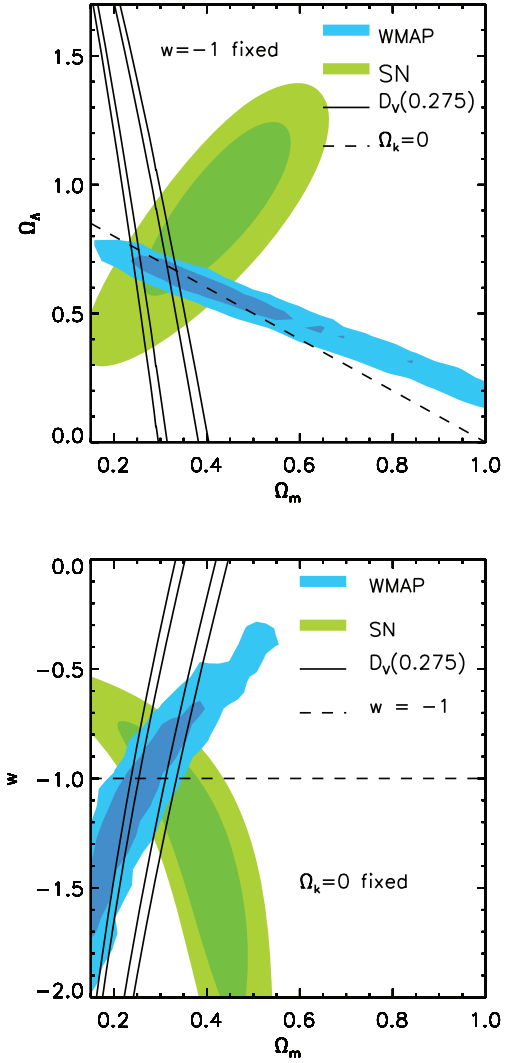 w=−1 fixed
WMAP
SN
D_V(0.275)
Ω_k=0
1.5
1.0
0.5
0.0
Ω_Λ
0.2 0.4 0.6 0.8 1.0
Ω_m
WMAP
SN
D_V(0.275)
w = −1
Ω_k=0 fixed
0.0
−0.5
−1.0
−1.5
−2.0
w
0.2 0.4 0.6 0.8 1.0
Ω_m